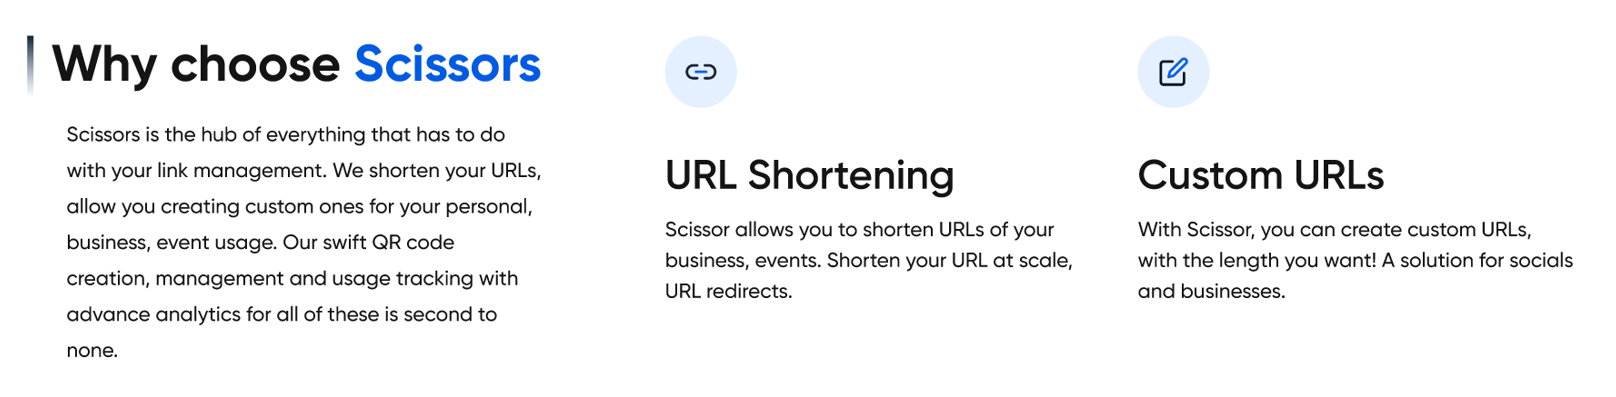 Why choose Scissors
Scissors is the hub of everything that has to do
with your link management. We shorten your URLs,
allow you creating custom ones for your personal,
business, event usage. Our swift QR code
creation, management and usage tracking with
advance analytics for all of these is second to
none.
URL Shortening
Scissor allows you to shorten URLs of your
business, events. Shorten your URL at scale,
URL redirects.
Custom URLs
With Scissor, you can create custom URLs,
with the length you want! A solution for socials
and businesses.